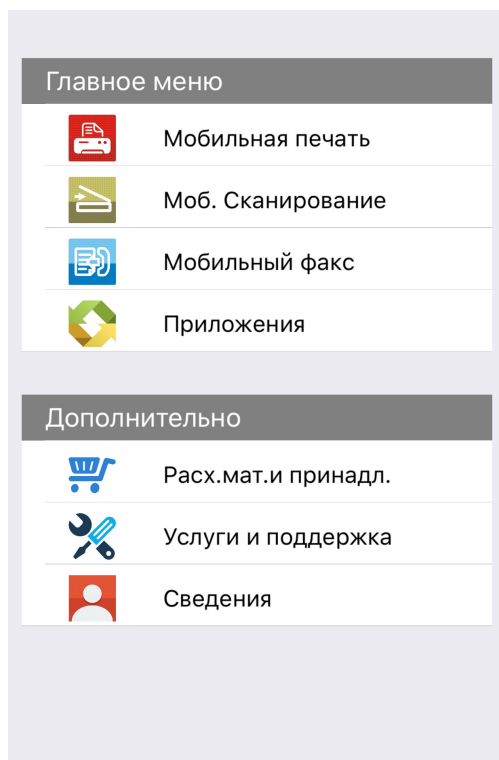 Главное меню
Мобильная печать
Моб. Сканирование
Мобильный факс
Приложения
Дополнительно
Расх.мат.и принадл.
Услуги и поддержка
Сведения